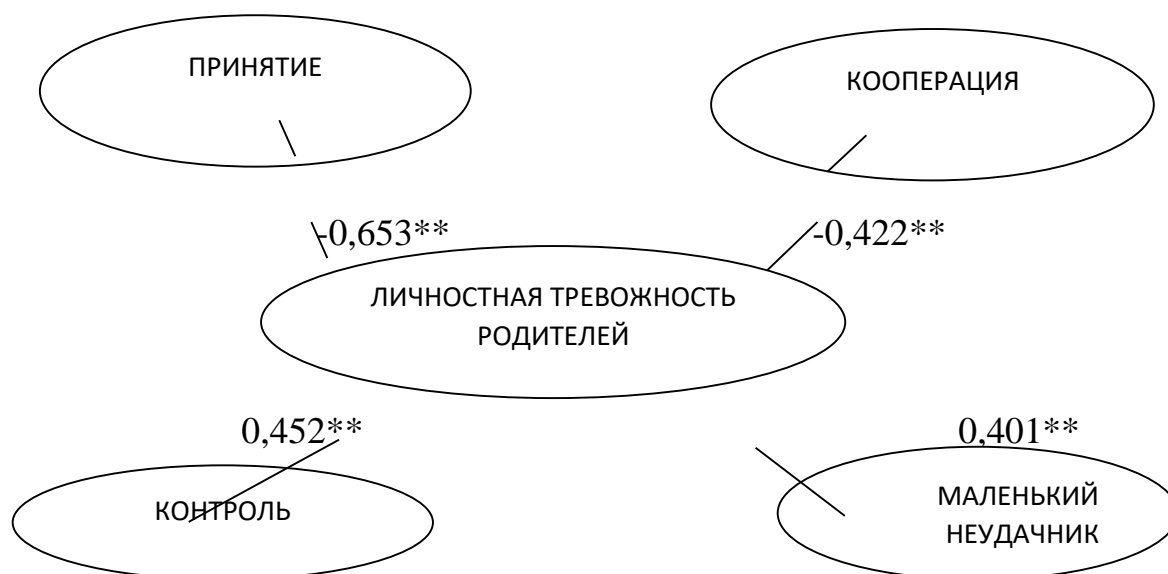 ПРИНЯТИЕ
КООПЕРАЦИЯ
-0,653**
-0,422**
ЛИЧНОСТНАЯ ТРЕВОЖНОСТЬ
РОДИТЕЛЕЙ
0,452**
0,401**
КОНТРОЛЬ
МАЛЕНЬКИЙ
НЕУДАЧНИК